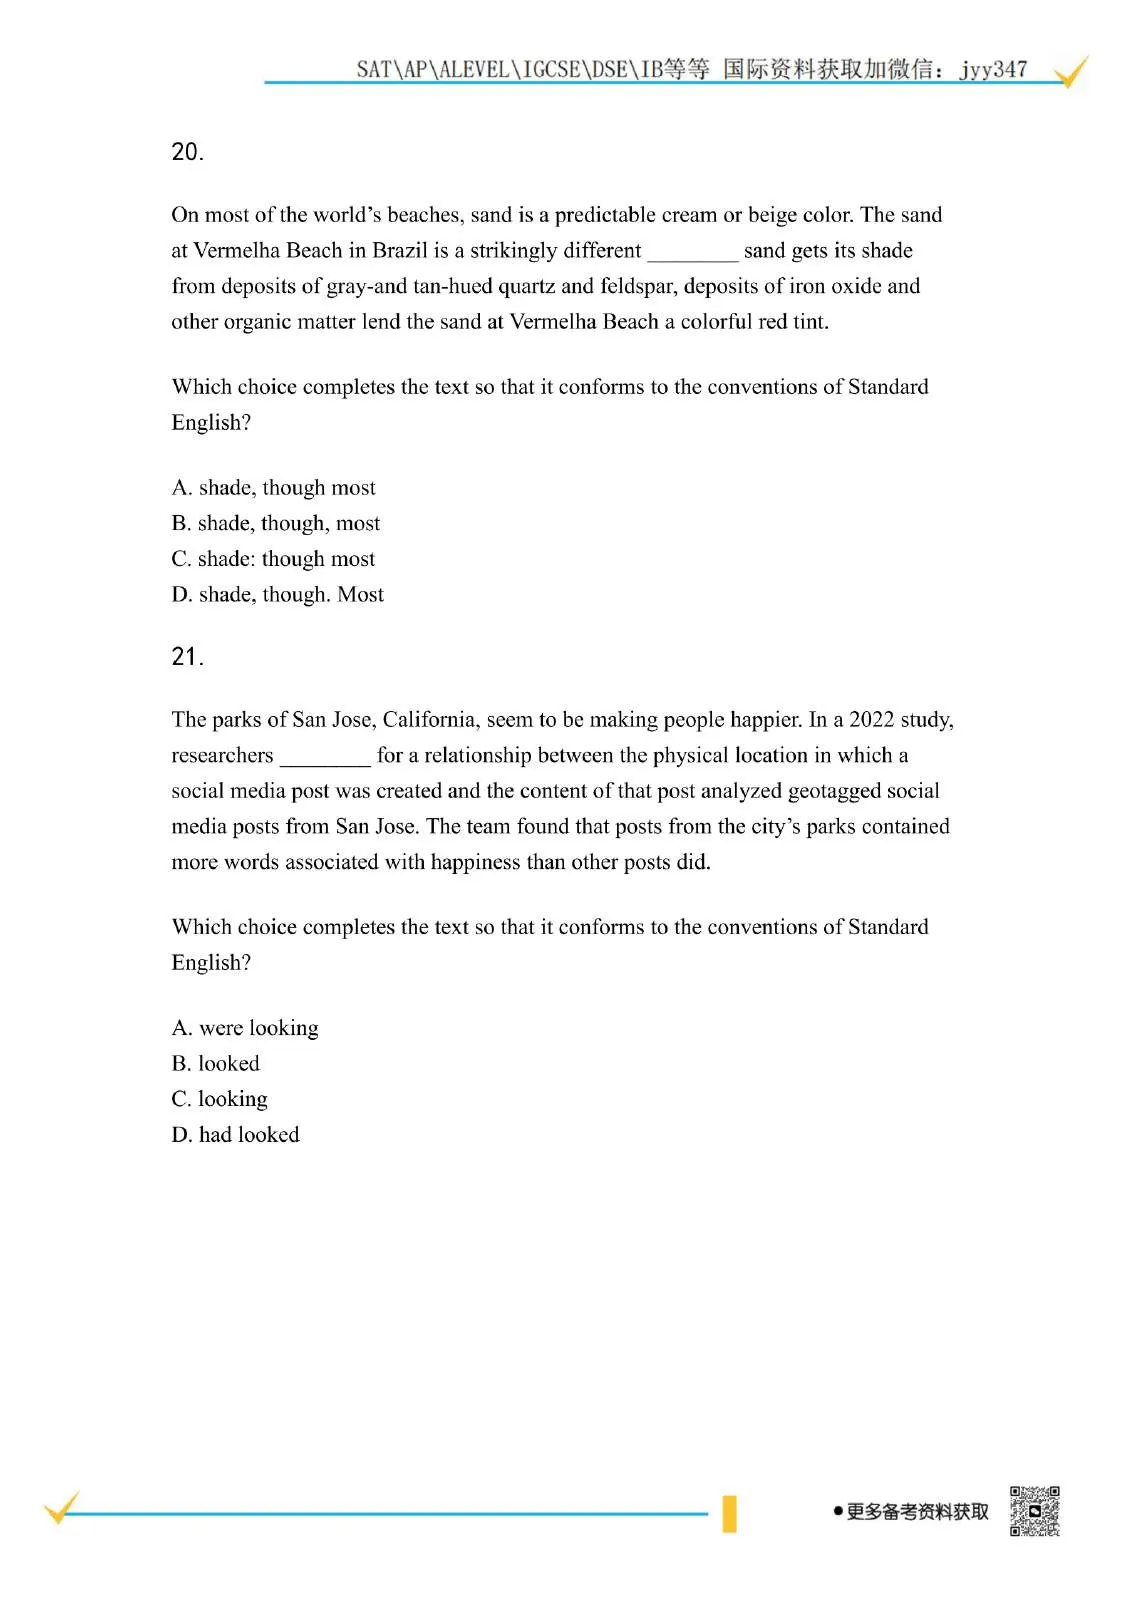 SAT\AP\ALEVEL\IGCSE\DSE\IB等等 国际资料获取加微信：jyy347
20.
On most of the world’s beaches, sand is a predictable cream or beige color. The sand
at Vermelha Beach in Brazil is a strikingly different ________ sand gets its shade
from deposits of gray-and tan-hued quartz and feldspar, deposits of iron oxide and
other organic matter lend the sand at Vermelha Beach a colorful red tint.
Which choice completes the text so that it conforms to the conventions of Standard
English?
A. shade, though most
B. shade, though, most
C. shade: though most
D. shade, though. Most
21.
The parks of San Jose, California, seem to be making people happier. In a 2022 study,
researchers ________ for a relationship between the physical location in which a
social media post was created and the content of that post analyzed geotagged social
media posts from San Jose. The team found that posts from the city’s parks contained
more words associated with happiness than other posts did.
Which choice completes the text so that it conforms to the conventions of Standard
English?
A. were looking
B. looked
C. looking
D. had looked
●更多备考资料获取